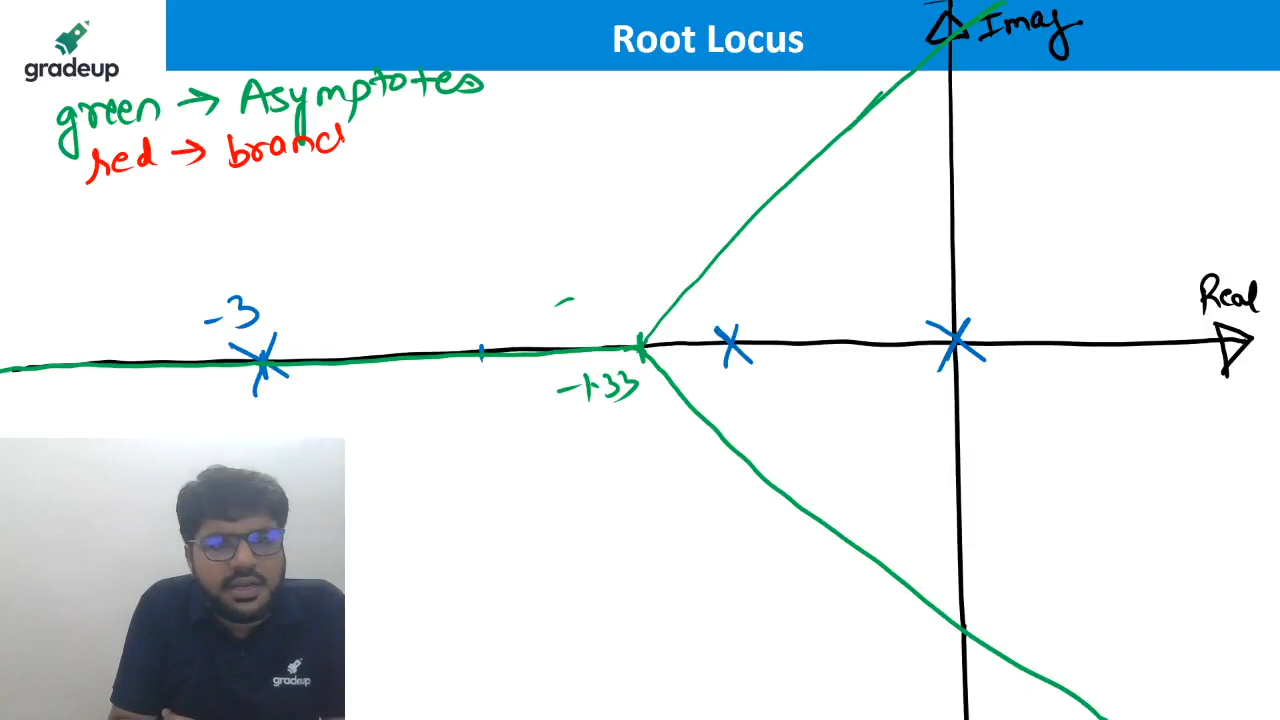 Root Locus
gradeup
Imag
green → Asymptotes
red → branc
Real
-3
-1.33
gradeup